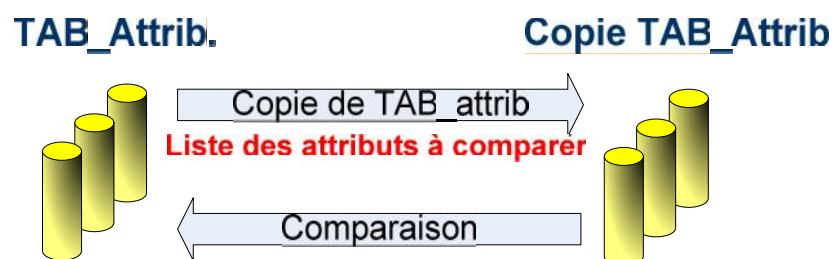 TAB_Attrib.
Copie TAB_Attrib
Copie de TAB_attrib
Liste des attributs à comparer
Comparaison